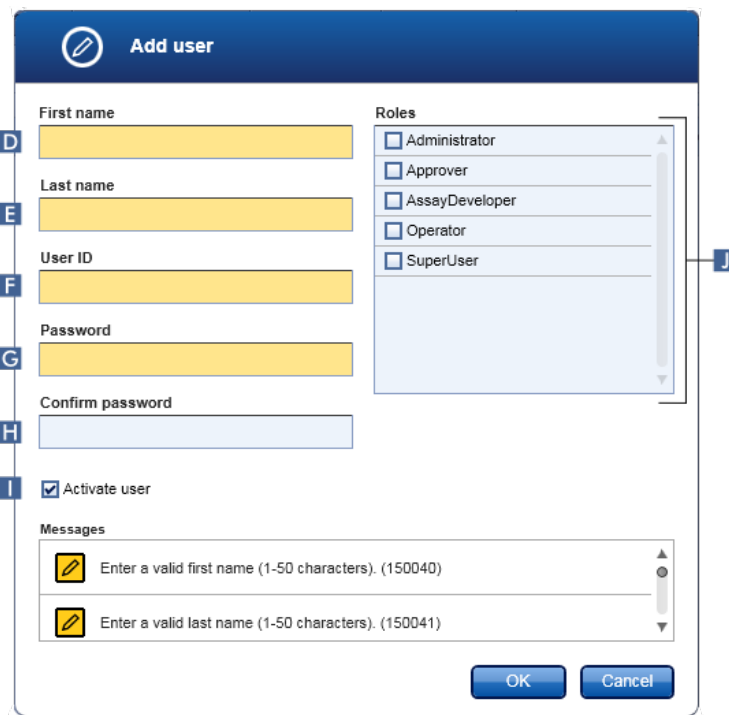 Add user
First name
D
Last name
E
User ID
F
Password
G
Confirm password
H
I
Activate user
Roles
Administrator
Approver
AssayDeveloper
Operator
SuperUser
J
Messages
Enter a valid first name (1-50 characters). (150040)
Enter a valid last name (1-50 characters). (150041)
OK
Cancel